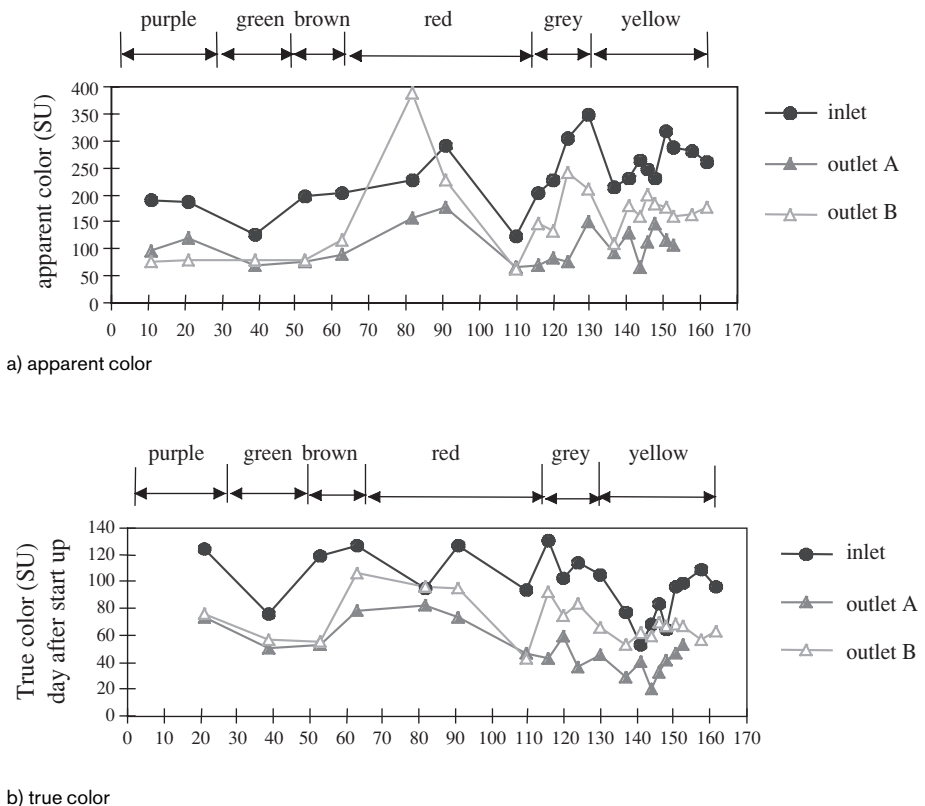 purple green brown red grey yellow
400
350
300
250
200
150
100
50
0
apparent color (SU)
0 10 20 30 40 50 60 70 80 90 100 110 120 130 140 150 160 170
inlet
outlet A
outlet B
a) apparent color
purple green brown red grey yellow
140
120
100
80
60
40
20
0
True color (SU)
day after start up
0 10 20 30 40 50 60 70 80 90 100 110 120 130 140 150 160 170
inlet
outlet A
outlet B
b) true color